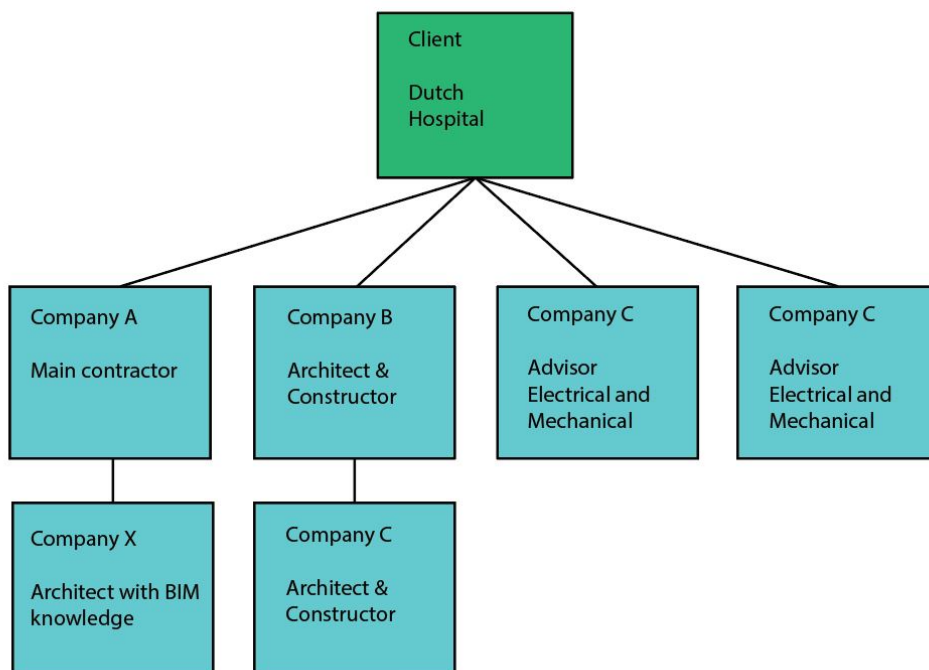 Client
Dutch
Hospital
Company A
Main contractor
Company B
Architect &
Constructor
Company C
Advisor
Electrical and
Mechanical
Company C
Advisor
Electrical and
Mechanical
Company X
Architect with BIM
knowledge
Company C
Architect &
Constructor